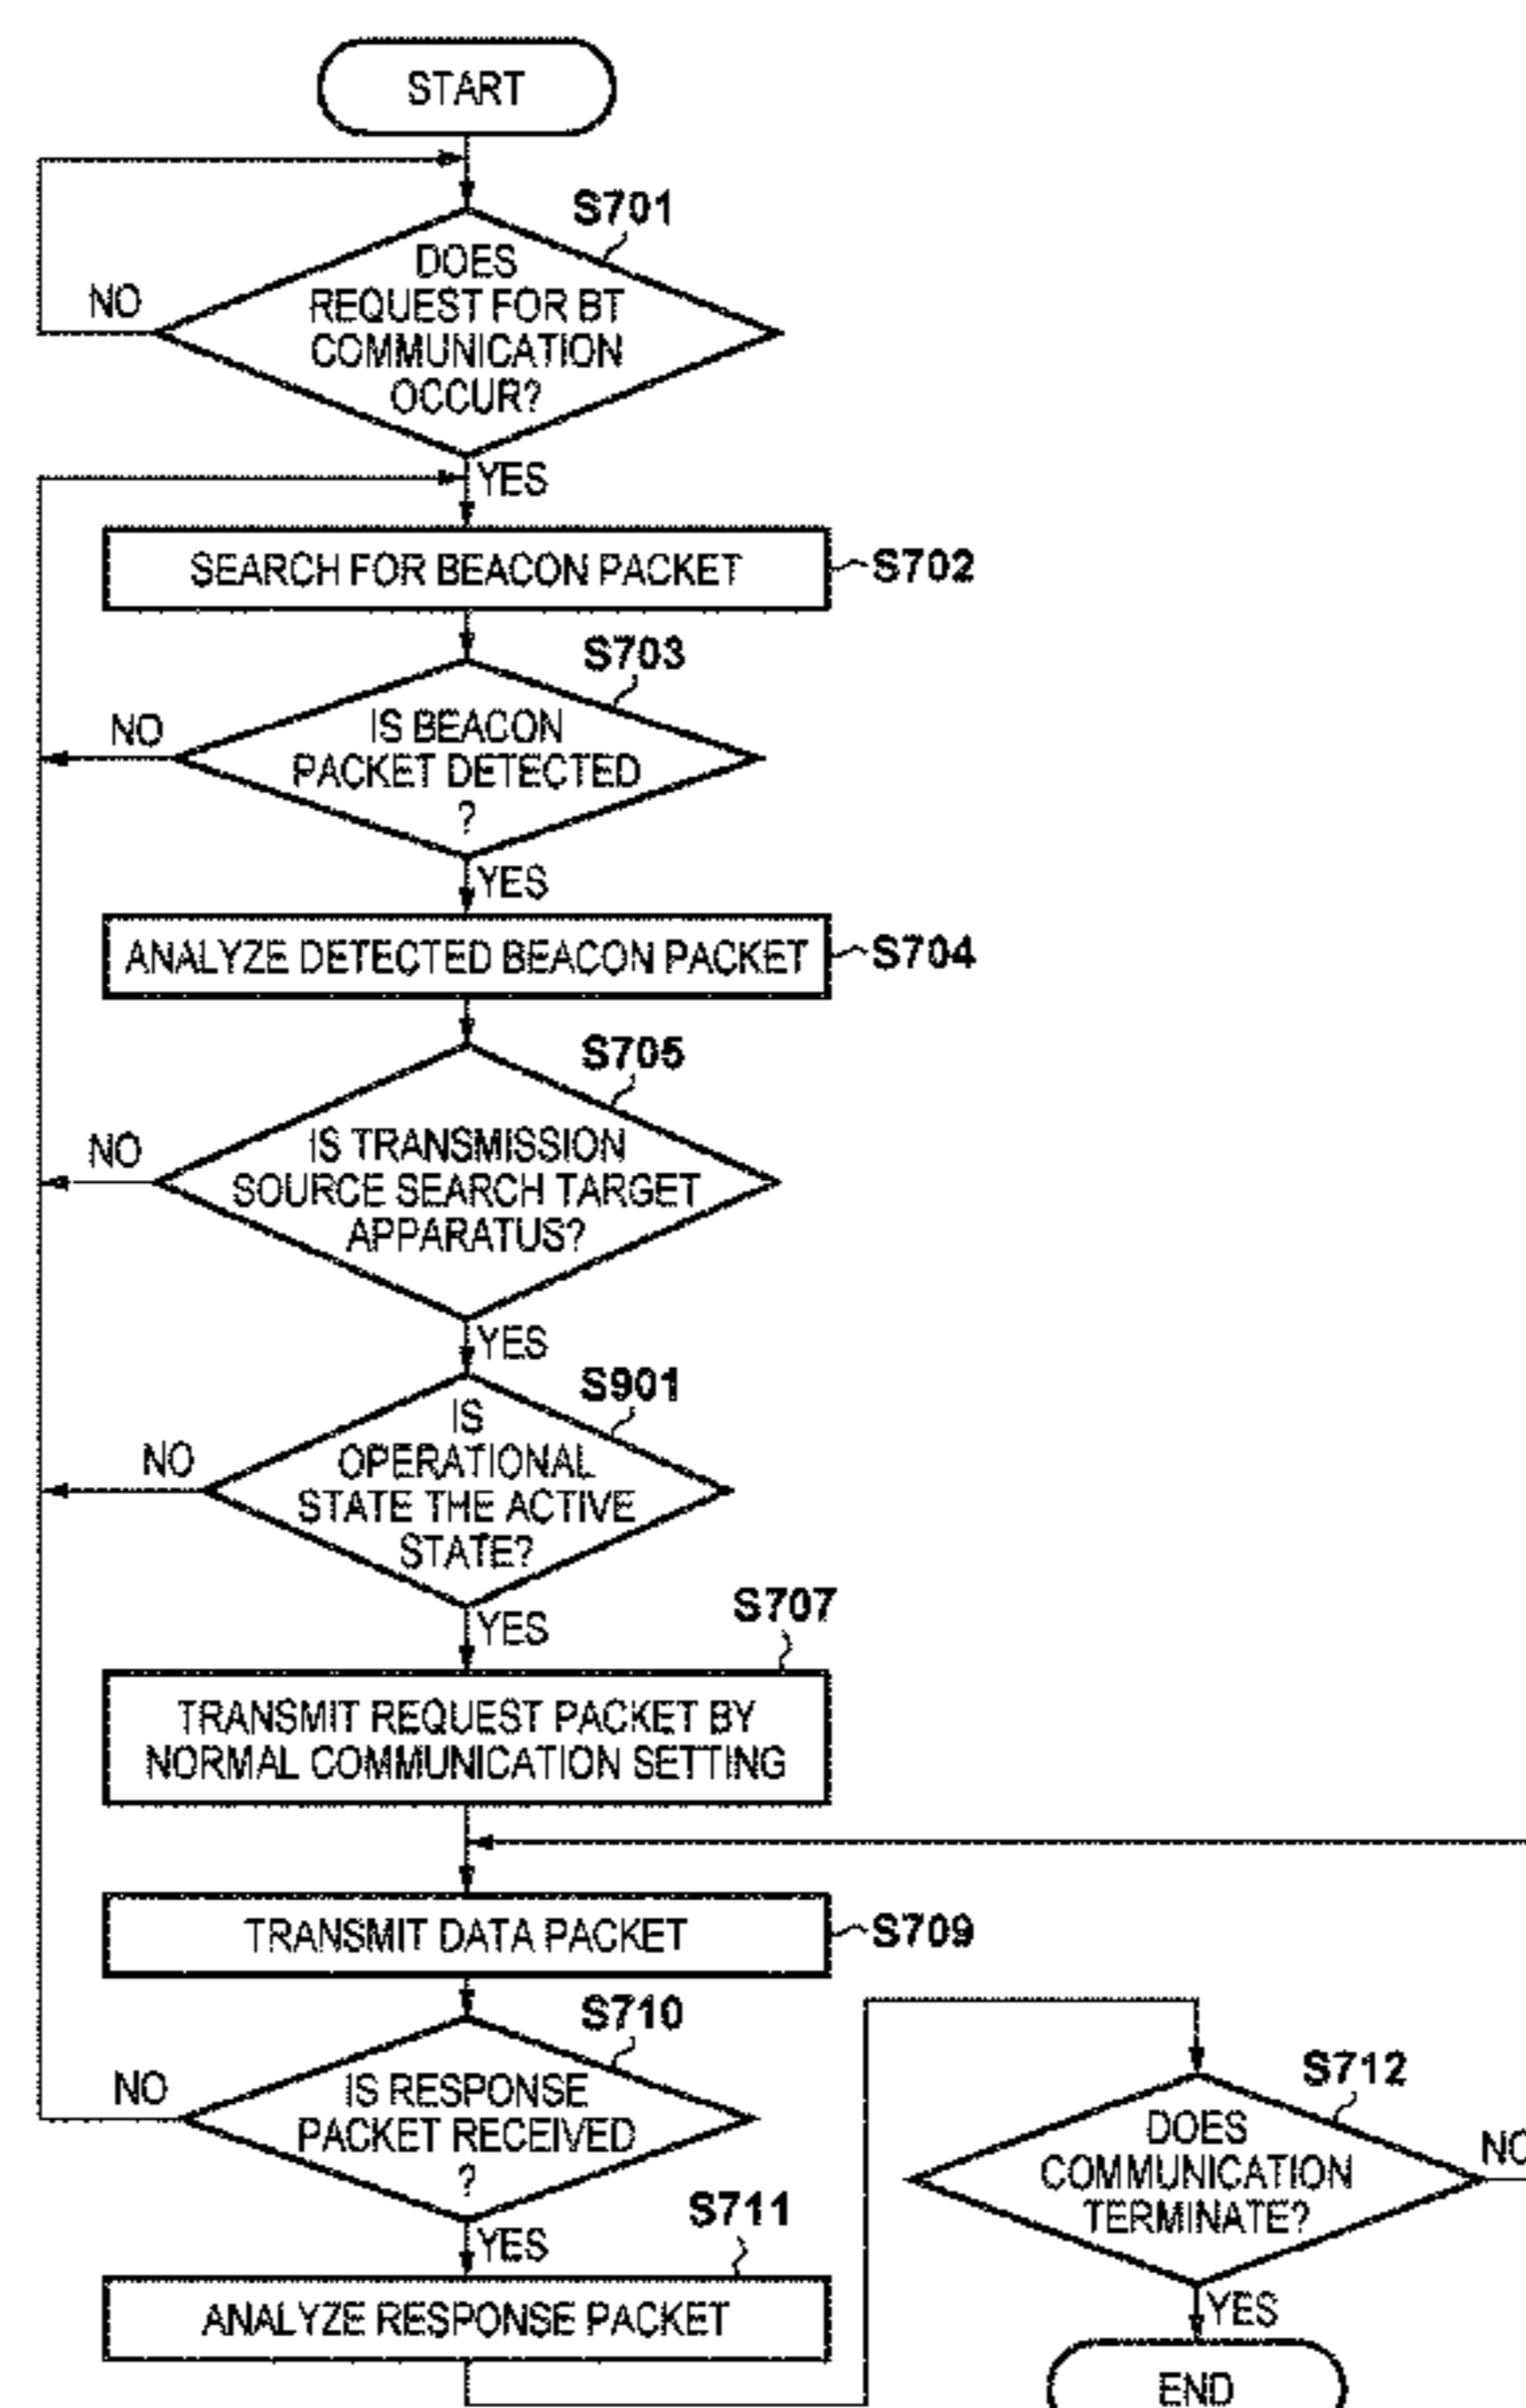 START
S701
DOES
REQUEST FOR BT
COMMUNICATION
OCCUR?
NO
YES
SEARCH FOR BEACON PACKET
S702
S703
IS BEACON
PACKET DETECTED
?
NO
YES
ANALYZE DETECTED BEACON PACKET
S704
S705
IS TRANSMISSION
SOURCE SEARCH TARGET
APPARATUS?
NO
YES
S901
IS
OPERATIONAL
STATE THE ACTIVE
STATE?
NO
YES
S707
TRANSMIT REQUEST PACKET BY
NORMAL COMMUNICATION SETTING
TRANSMIT DATA PACKET
S709
S710
IS RESPONSE
PACKET RECEIVED
?
NO
YES
S711
ANALYZE RESPONSE PACKET
S712
DOES
COMMUNICATION
TERMINATE?
NO
YES
END